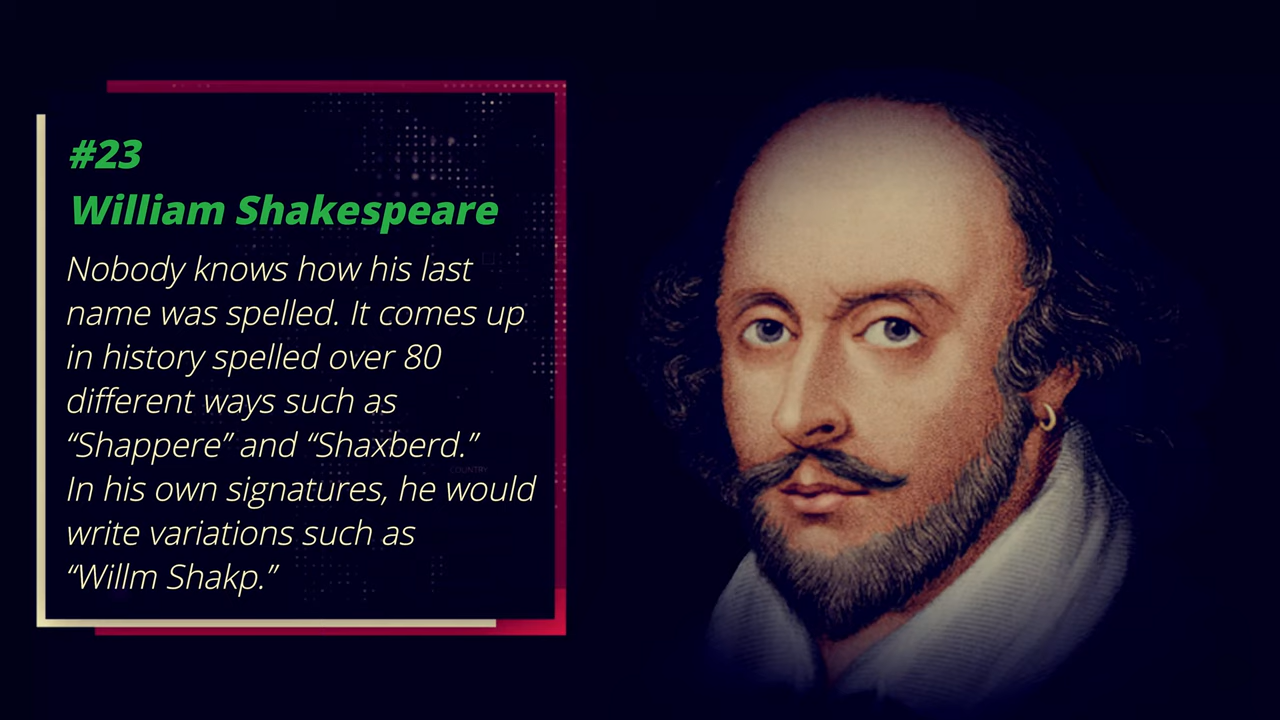 #23
William Shakespeare
Nobody knows how his last
name was spelled. It comes up
in history spelled over 80
different ways such as
“Shappere” and “Shaxberd.”
COUNTRY
In his own signatures, he would
write variations such as
“Willm Shakp.”